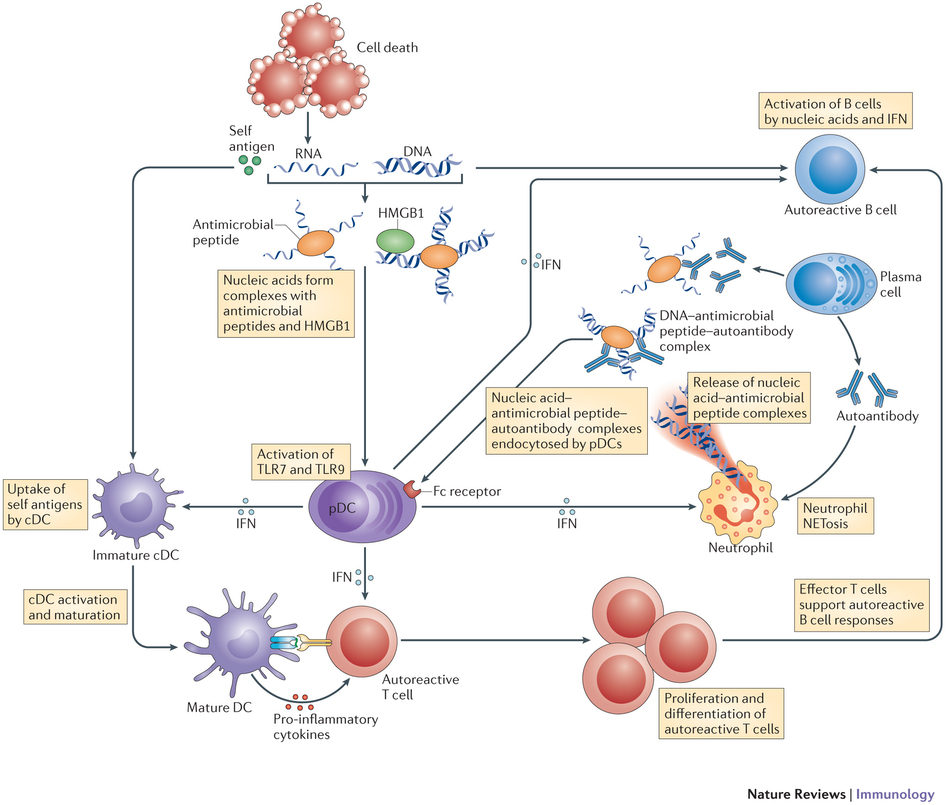 Cell death
Self
antigen
RNA
DNA
Activation of B cells
by nucleic acids and IFN
Autoreactive B cell
Antimicrobial
peptide
HMGB1
Nucleic acids form
complexes with
antimicrobial
peptides and HMGB1
IFN
Plasma
cell
DNA–antimicrobial
peptide–autoantibody
complex
Release of nucleic
acid–antimicrobial
peptide complexes
Autoantibody
Nucleic acid–
antimicrobial peptide–
autoantibody complexes
endocytosed by pDCs
Activation of
TLR7 and TLR9
Fc receptor
pDC
Uptake of
self antigens
by cDC
IFN
IFN
Immature cDC
Neutrophil
NETosis
Neutrophil
IFN
cDC activation
and maturation
Effector T cells
support autoreactive
B cell responses
Autoreactive
T cell
Mature DC
Pro-inflammatory
cytokines
Proliferation and
differentiation of
autoreactive T cells
Nature Reviews | Immunology